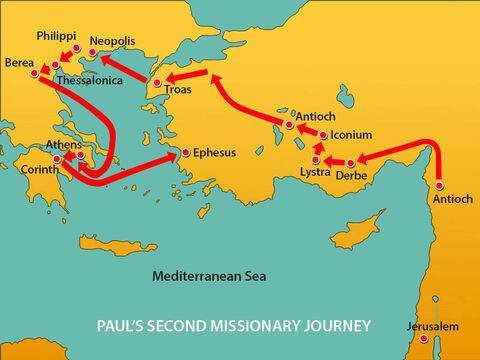 Philippi
Neopolis
Berea
Thessalonica
Troas
Antioch
Ionium
Athens
Ephesus
Corinth
Lystra
Derbe
Antioch
Mediterranean Sea
PAUL'S SECOND MISSIONARY JOURNEY
Jerusalem